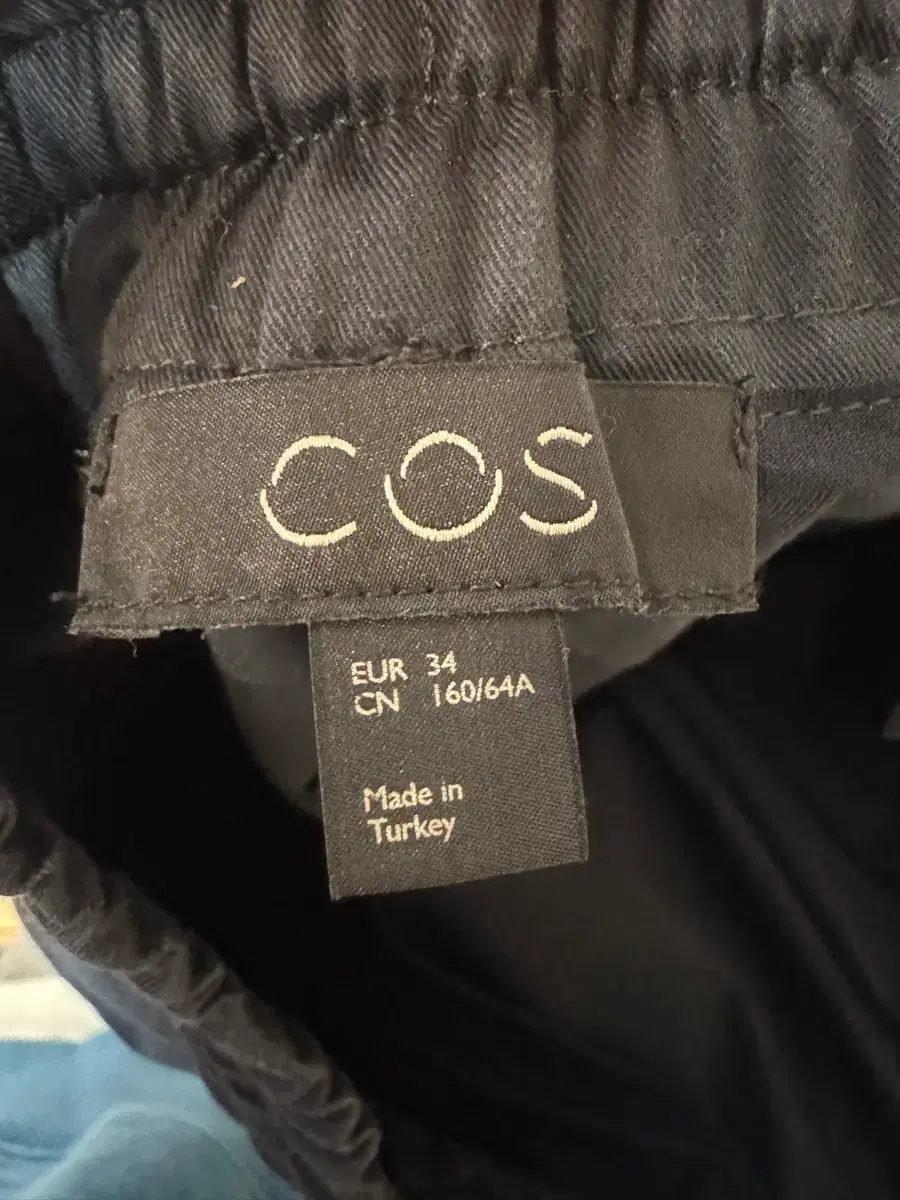 COS
EUR 34
CN 160/64A
Made in
Turkey